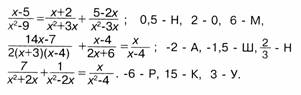 x-5/x²-9 = x+2/x²+3x + 5-2x/x²-3x ; 0,5 - Н, 2 - 0, 6 - М,
14x-7/2(x+3)(x-4) + x-4/2x+6 = x/x-4 ; -2 - А, -1,5 - Ш, 2/3 - Н
7/x²+2x + 1/x²-2x = x/x²-4 . -6 - Р, 15 - К, 3 - У.